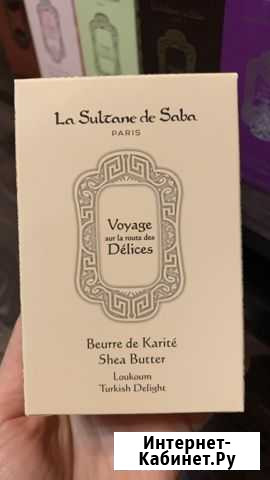 La Sultane de Saba
PARIS
Voyage
sur la route des
Délices
Beurre de Karité
Shea Butter
Loukoum
Turkish Delight
Интернет-
Кабинет.Ру